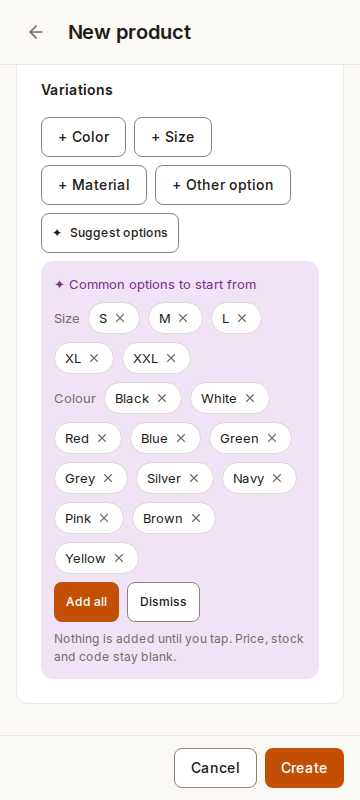 New product
Variations
+ Color
+ Size
+ Material
+ Other option
✦ Suggest options
✦ Common options to start from
Size S × M × L ×
XL × XXL ×
Colour Black × White ×
Red × Blue × Green ×
Grey × Silver × Navy ×
Pink × Brown ×
Yellow ×
Add all
Dismiss
Nothing is added until you tap. Price, stock
and code stay blank.
Cancel
Create